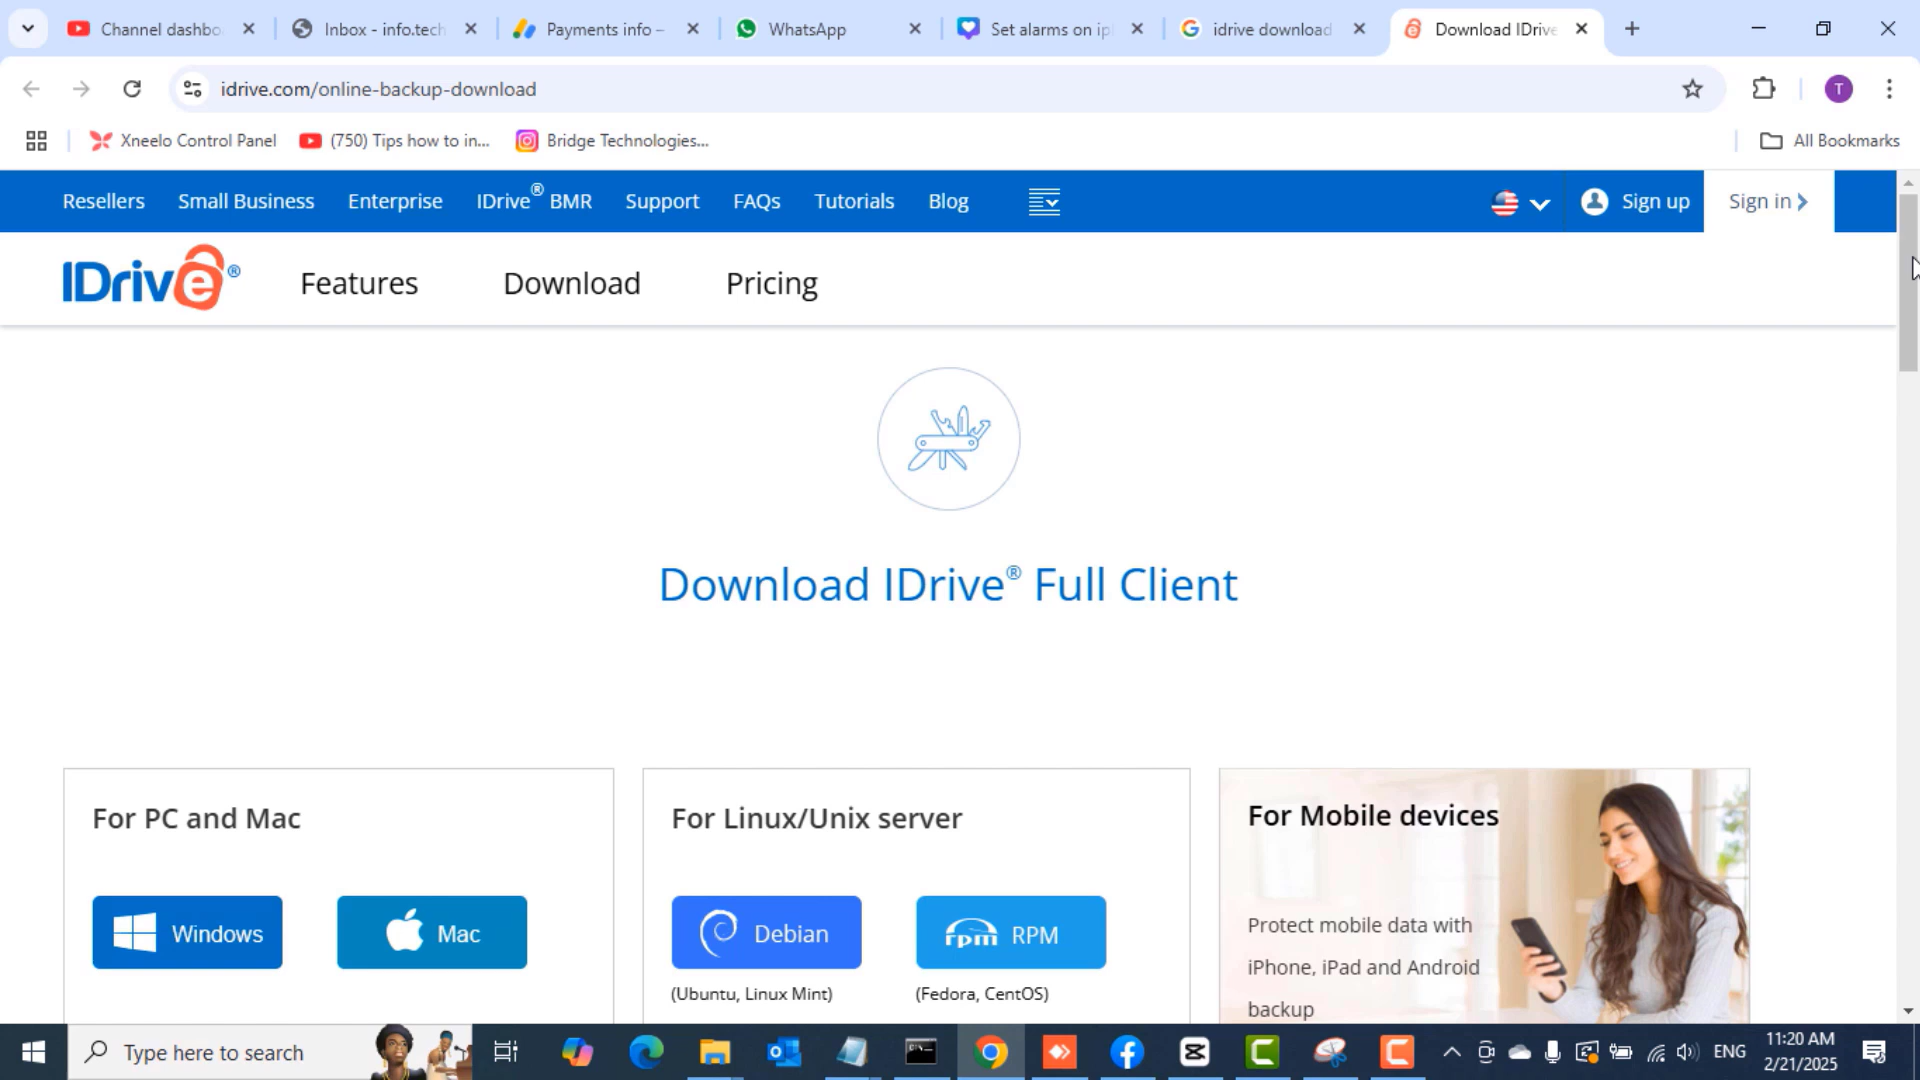 Channel dashbo
Inbox - info.tech
Payments info –
WhatsApp
Set alarms on ip
idrive download
Download IDrive
idrive.com/online-backup-download
T
Xneelo Control Panel
(750) Tips how to in...
Bridge Technologies...
All Bookmarks
Resellers
Small Business
Enterprise
IDrive® BMR
Support
FAQs
Tutorials
Blog
Sign up
Sign in
IDrive®
Features
Download
Pricing
Download IDrive® Full Client
For PC and Mac
Windows
Mac
For Linux/Unix server
Debian
(Ubuntu, Linux Mint)
rpm RPM
(Fedora, CentOS)
For Mobile devices
Protect mobile data with
iPhone, iPad and Android
backup
Type here to search
ENG
11:20 AM
2/21/2025